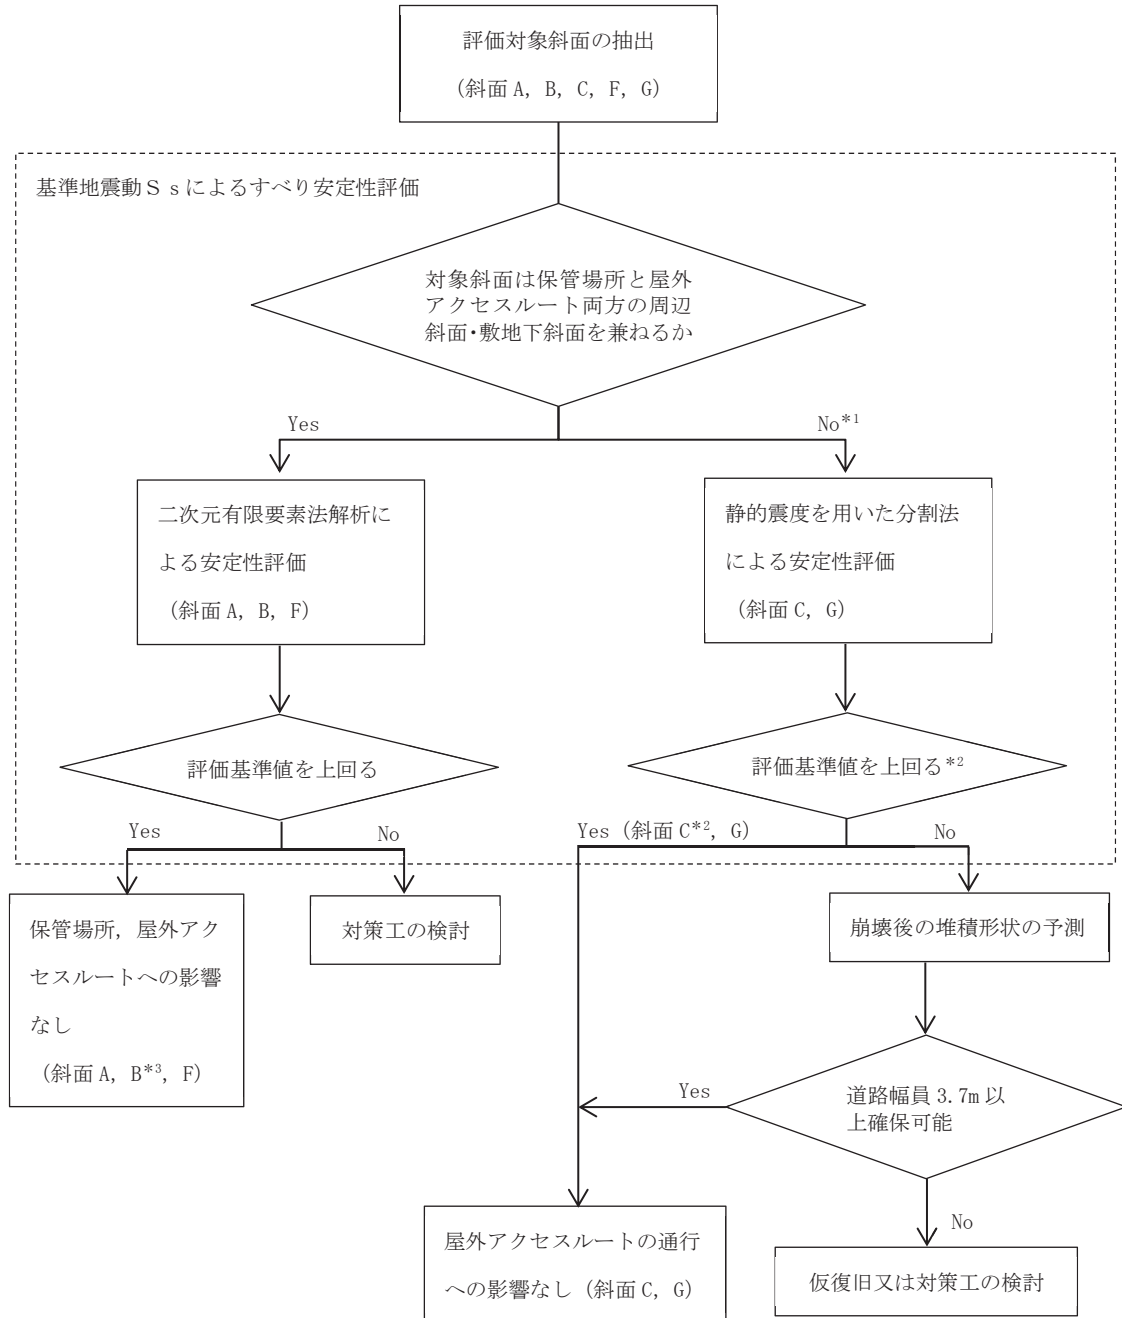 評価対象斜面の抽出
(斜面 A, B, C, F, G)
基準地震動Ｓｓによるすべり安定性評価
対象斜面は保管場所と屋外
アクセスルート両方の周辺
斜面・敷地下斜面を兼ねるか
Yes
No*1
二次元有限要素法解析に
よる安定性評価
(斜面 A, B, F)
静的震度を用いた分割法
による安定性評価
(斜面 C, G)
評価基準値を上回る
評価基準値を上回る*2
Yes
No
Yes (斜面 C*2, G)
No
保管場所，屋外アク
セスルートへの影響
なし
(斜面 A, B*3, F)
対策工の検討
崩壊後の堆積形状の予測
Yes
道路幅員 3.7m 以
上確保可能
No
屋外アクセスルートの通行
への影響なし (斜面 C, G)
仮復旧又は対策工の検討